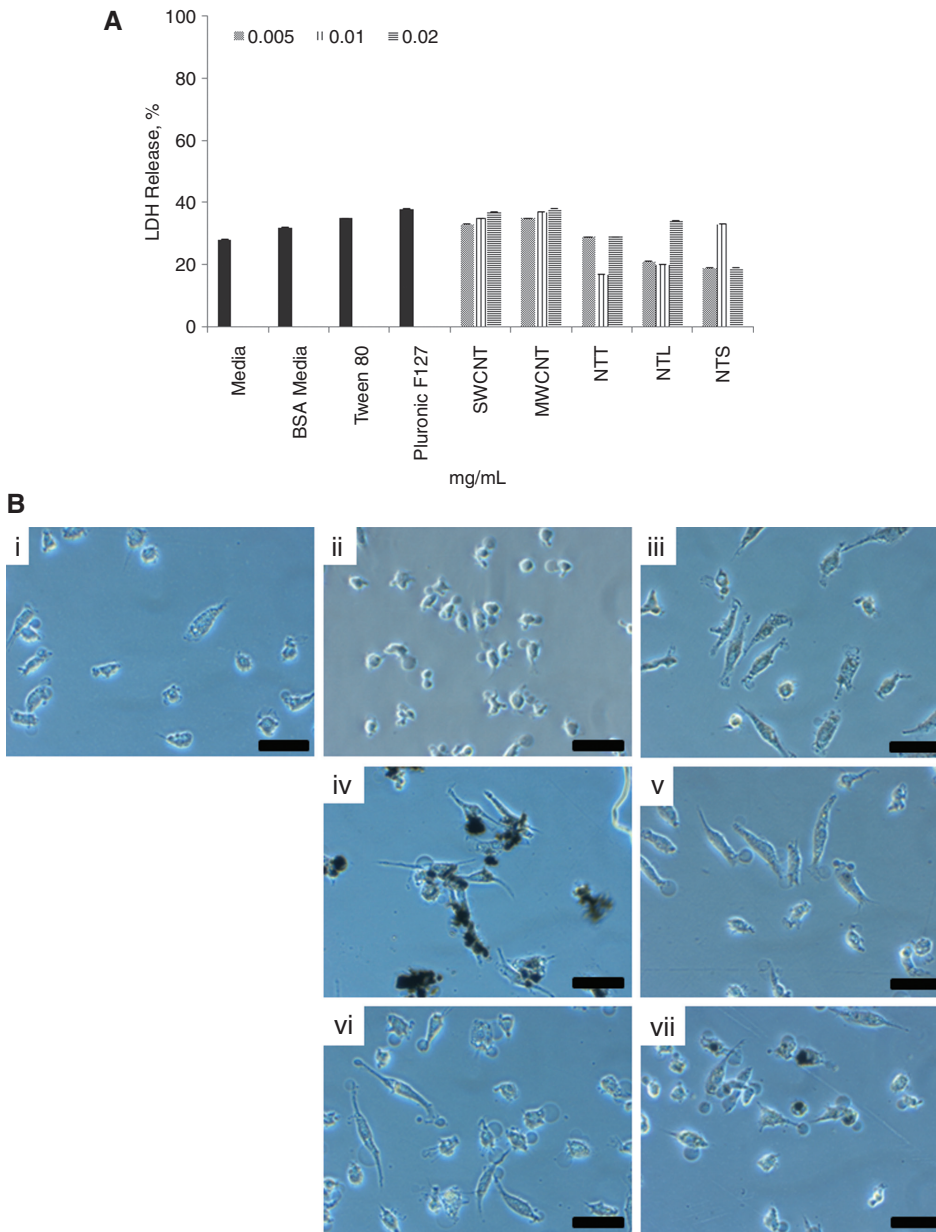 A
100
80
60
40
20
0
LDH Release, %
0.005 0.01 0.02
Media
BSA Media
Tween 80
Pluronic F127
SWCNT
MWCNT
NTT
NTL
NTS
mg/mL
B
i
ii
iii
iv
v
vi
vii